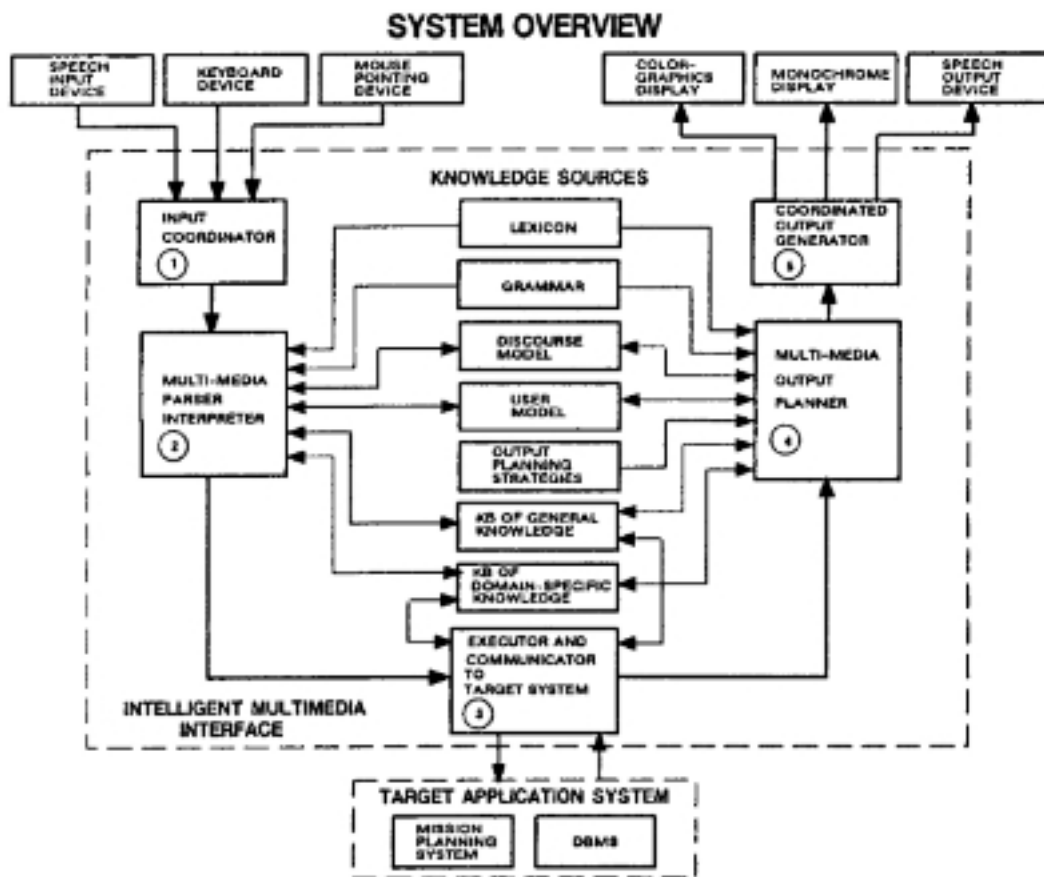 SYSTEM OVERVIEW
SPEECH
INPUT
DEVICE
KEYBOARD
DEVICE
MOUSE
POINTING
DEVICE
COLOR-
GRAPHICS
DISPLAY
MONOCHROME
DISPLAY
SPEECH
OUTPUT
DEVICE
KNOWLEDGE SOURCES
INPUT
COORDINATOR
1
LEXICON
GRAMMAR
DISCOURSE
MODEL
USER
MODEL
OUTPUT
PLANNING
STRATEGIES
KB OF GENERAL
KNOWLEDGE
KB OF
DOMAIN-SPECIFIC
KNOWLEDGE
COORDINATED
OUTPUT
GENERATOR
5
MULTI-MEDIA
PARSER
INTERPRETER
2
MULTI-MEDIA
OUTPUT
PLANNER
4
EXECUTOR AND
COMMUNICATOR
TO
TARGET SYSTEM
3
INTELLIGENT MULTIMEDIA
INTERFACE
TARGET APPLICATION SYSTEM
MISSION
PLANNING
SYSTEM
DBMS